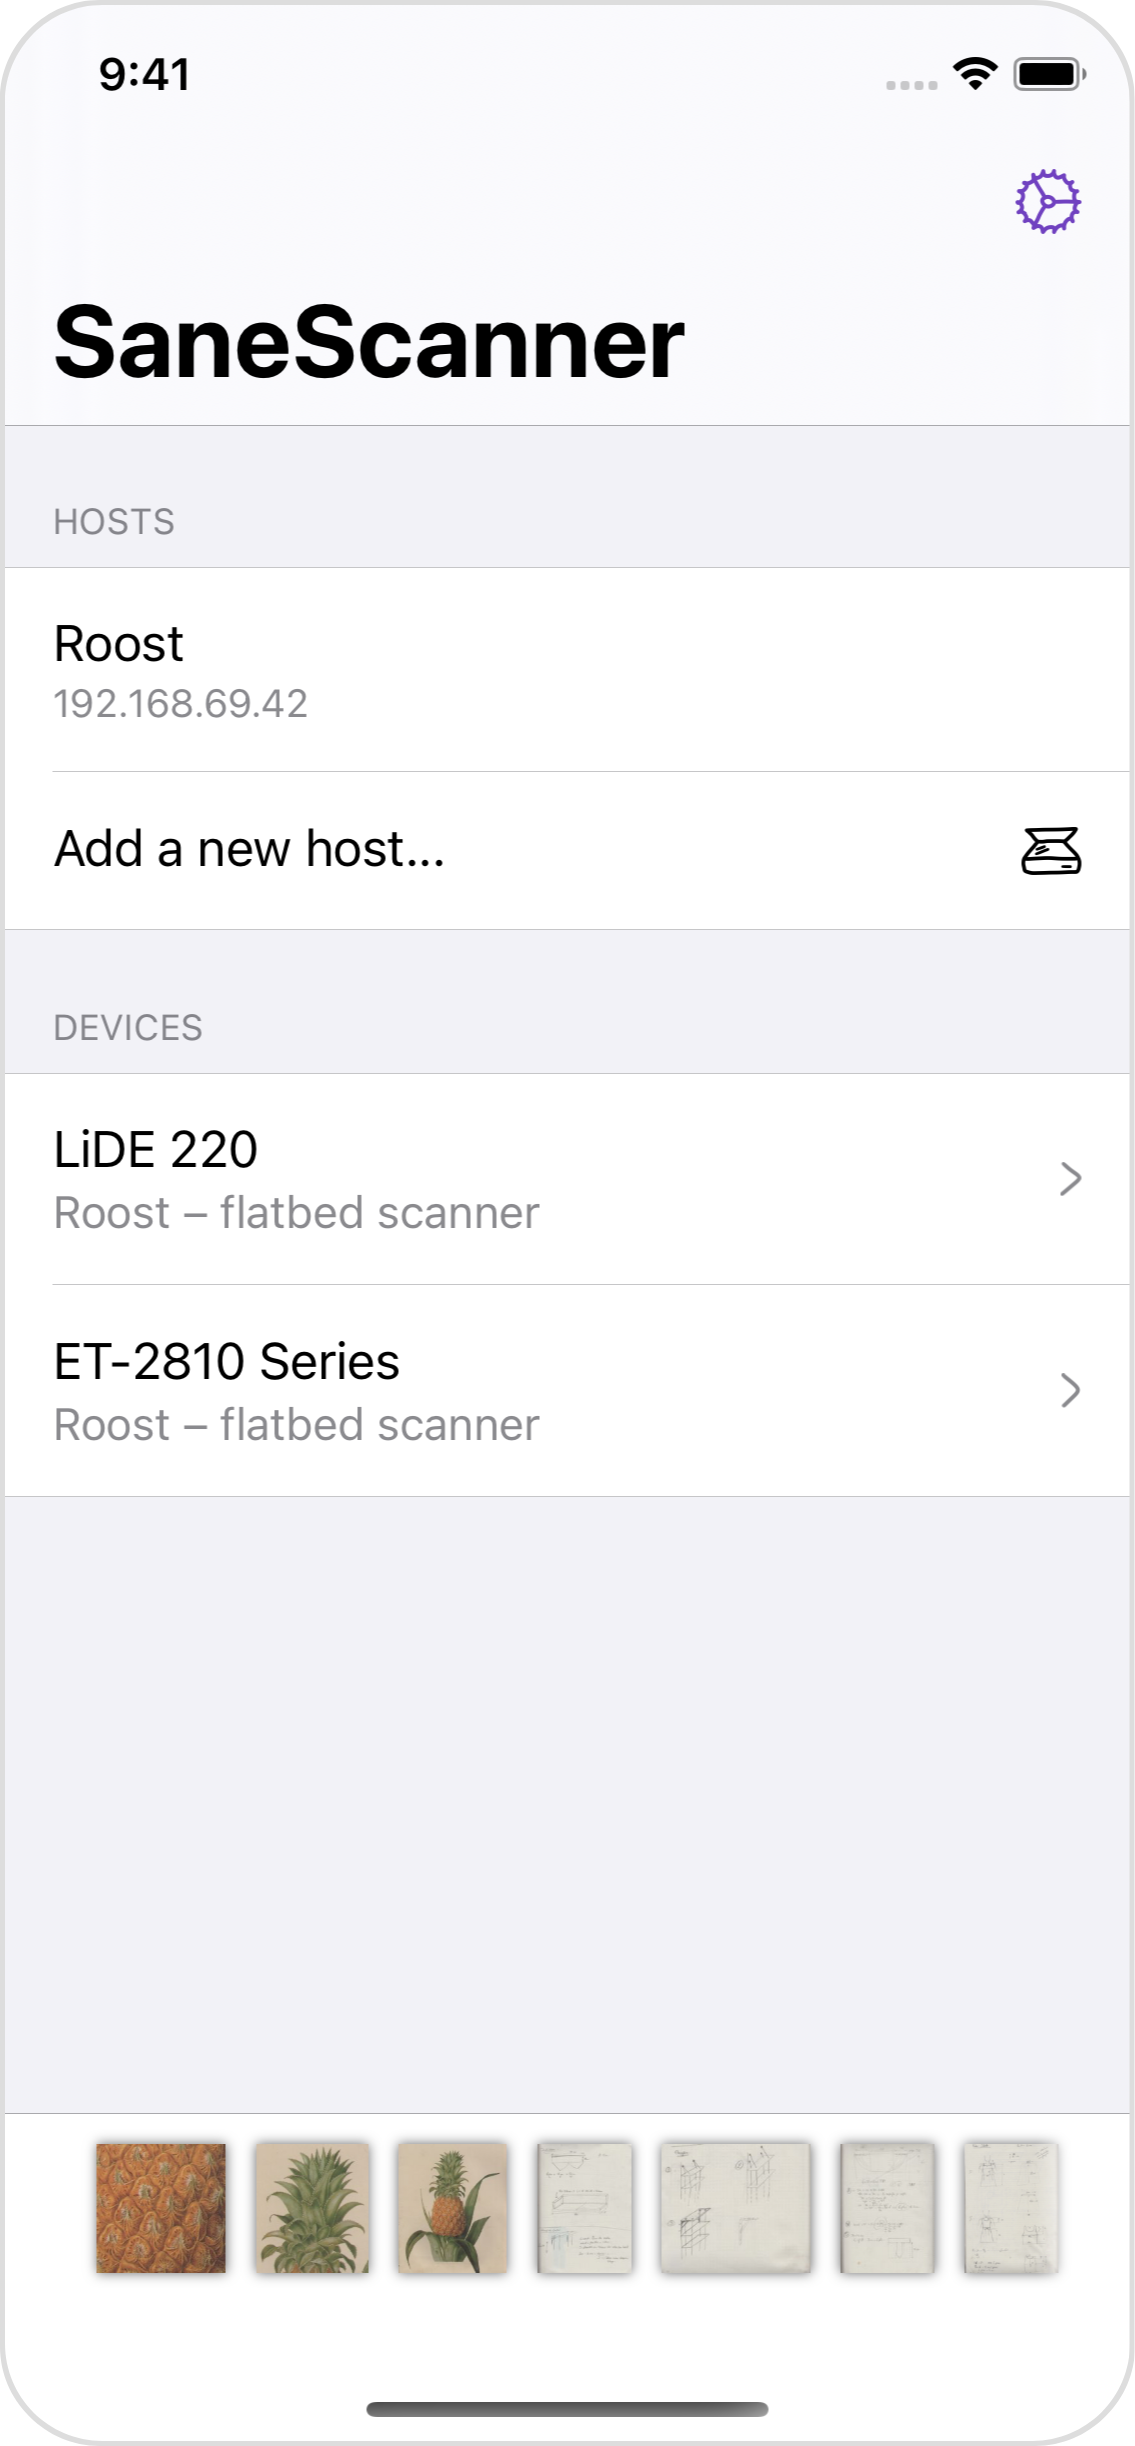 9:41
SaneScanner
HOSTS
Roost
192.168.69.42
Add a new host...
DEVICES
LiDE 220
Roost – flatbed scanner
ET-2810 Series
Roost – flatbed scanner